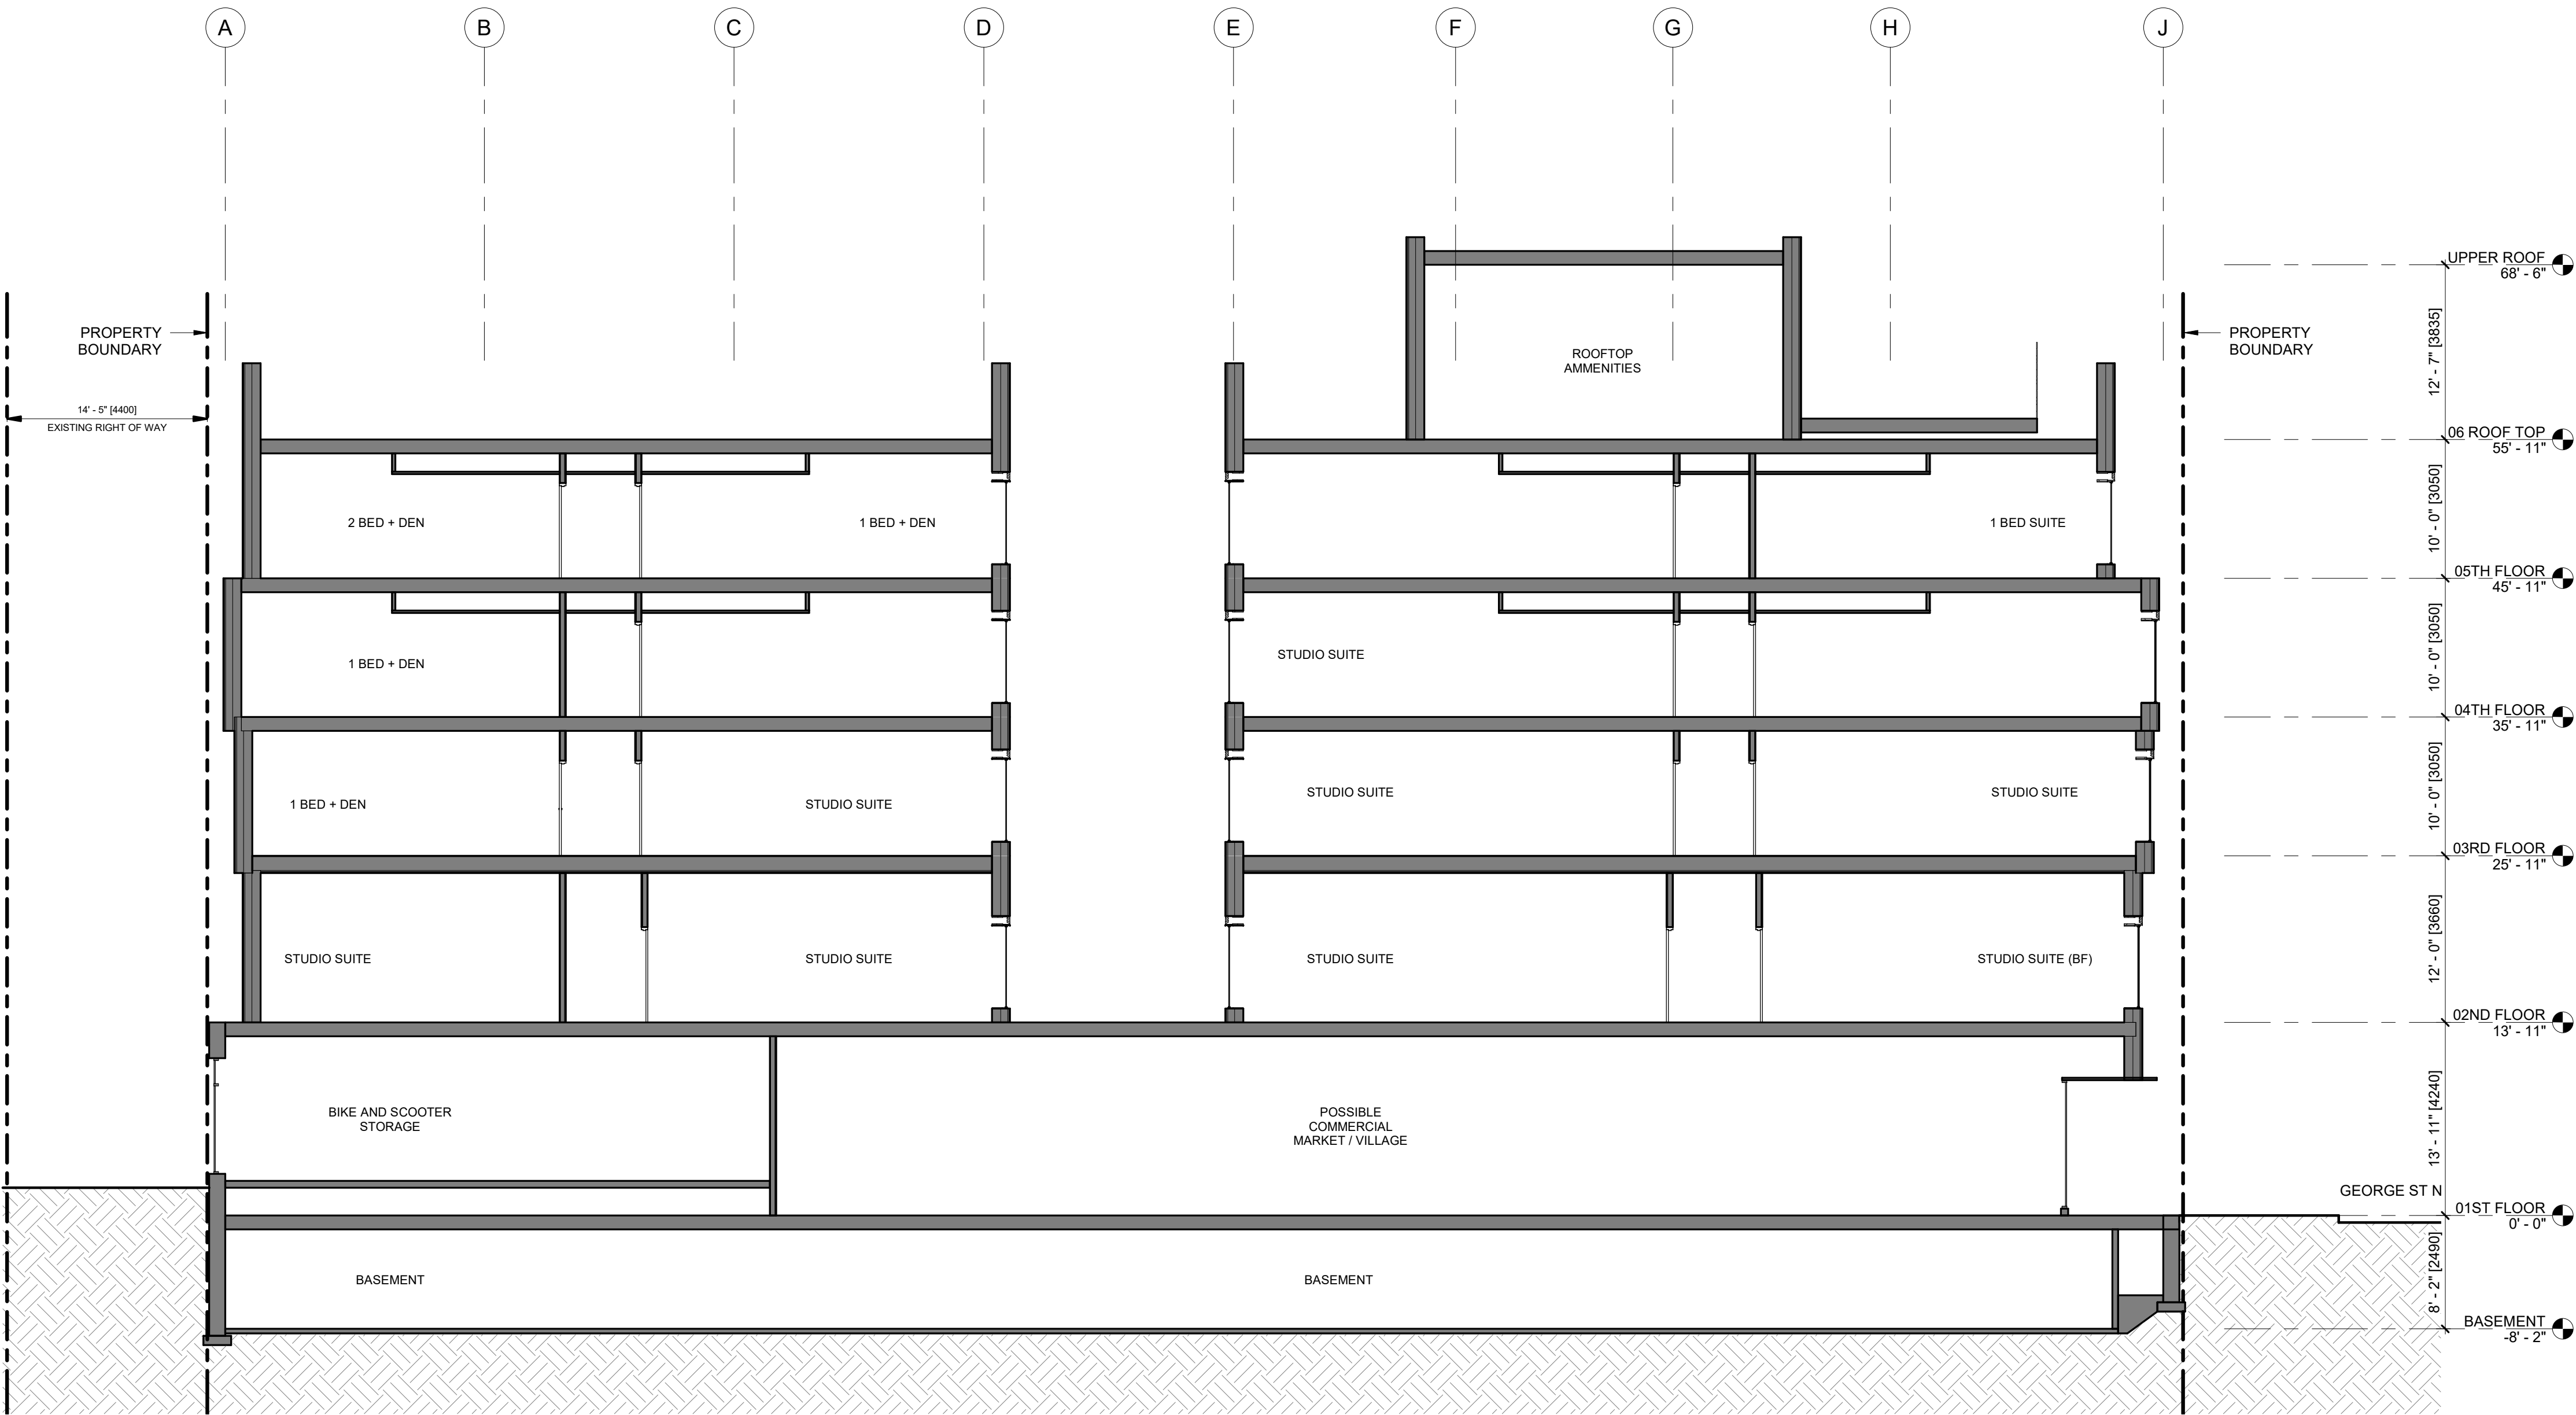 A
B
C
D
E
F
G
H
J
UPPER ROOF
68' - 6"
PROPERTY
BOUNDARY
PROPERTY
BOUNDARY
12' - 7" [3835]
ROOFTOP
AMMENITIES
14' - 5" [4400]
EXISTING RIGHT OF WAY
06 ROOF TOP
55' - 11"
2 BED + DEN
1 BED + DEN
1 BED SUITE
10' - 0" [3050]
05TH FLOOR
45' - 11"
1 BED + DEN
STUDIO SUITE
10' - 0" [3050]
04TH FLOOR
35' - 11"
1 BED + DEN
STUDIO SUITE
STUDIO SUITE
STUDIO SUITE
10' - 0" [3050]
03RD FLOOR
25' - 11"
STUDIO SUITE
STUDIO SUITE
STUDIO SUITE
STUDIO SUITE (BF)
12' - 0" [3660]
02ND FLOOR
13' - 11"
BIKE AND SCOOTER
STORAGE
POSSIBLE
COMMERCIAL
MARKET / VILLAGE
13' - 11" [4240]
GEORGE ST N
01ST FLOOR
0' - 0"
BASEMENT
BASEMENT
8' - 2" [2490]
BASEMENT
-8' - 2"